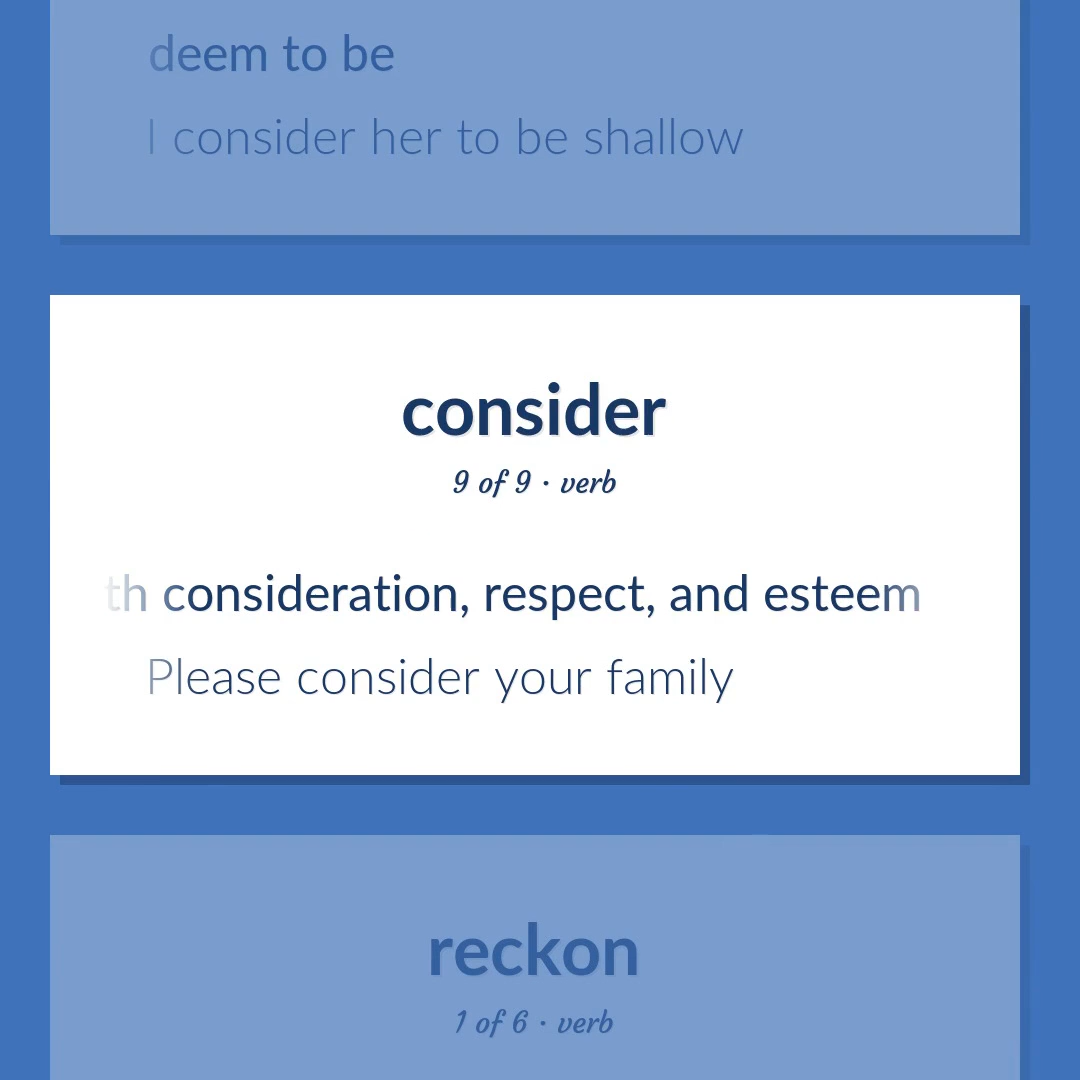 deem to be
I consider her to be shallow
consider
9 of 9 · verb
th consideration, respect, and esteem
Please consider your family
reckon
1 of 6 · verb